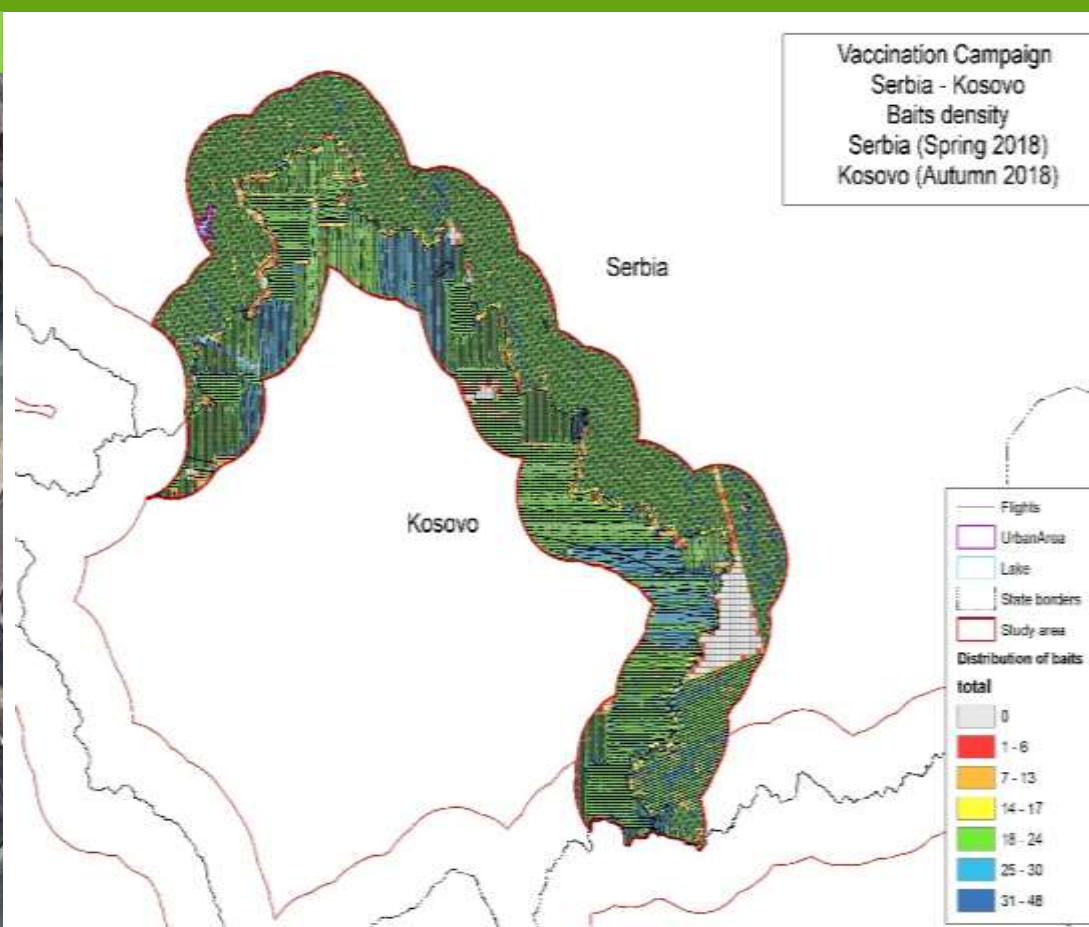 Vaccination Campaign
Serbia - Kosovo
Baits density
Serbia (Spring 2018)
Kosovo (Autumn 2018)
Serbia
Kosovo
Flights
UrbanArea
Lake
State borders
Study area
Distribution of baits
total
0
1 - 6
7 - 13
14 - 17
18 - 24
25 - 30
31 - 48